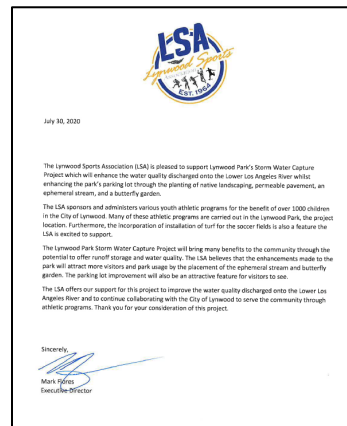 LSA
Lynwood Sports
ASSOCIATION
EST. 1964
July 30, 2020
The Lynwood Sports Association (LSA) is pleased to support Lynwood Park's Storm Water Capture
Project which will enhance the water quality discharged onto the Lower Los Angeles River whilst
enhancing the park's parking lot through the planting of native landscaping, permeable pavement, an
ephemeral stream, and a butterfly garden.
The LSA sponsors and administers various youth athletic programs for the benefit of over 1000 children
in the City of Lynwood. Many of these athletic programs are carried out in the Lynwood Park, the project
location. Furthermore, the incorporation of installation of turf for the soccer fields is also a feature the
LSA is excited to support.
The Lynwood Park Storm Water Capture Project will bring many benefits to the community through the
potential to offer runoff storage and water quality. The LSA believes that the enhancements made to the
park will attract more visitors and park usage by the placement of the ephemeral stream and butterfly
garden. The parking lot improvement will also be an attractive feature for visitors to see.
The LSA offers our support for this project to improve the water quality discharged onto the Lower Los
Angeles River and to continue collaborating with the City of Lynwood to serve the community through
athletic programs. Thank you for your consideration of this project.
Sincerely,
Mark Flores
Executive Director